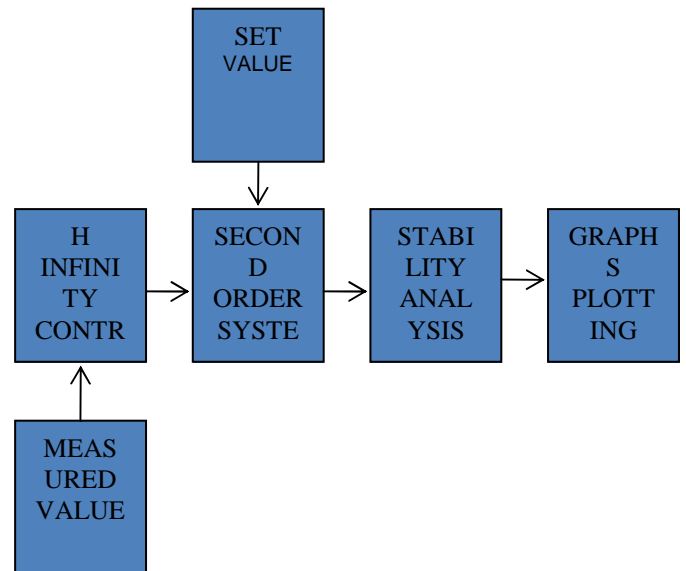 SET
VALUE
H
INFINI
TY
CONTR
SECON
D
ORDER
SYSTE
STABI
LITY
ANAL
YSIS
GRAPH
S
PLOTT
ING
MEAS
URED
VALUE